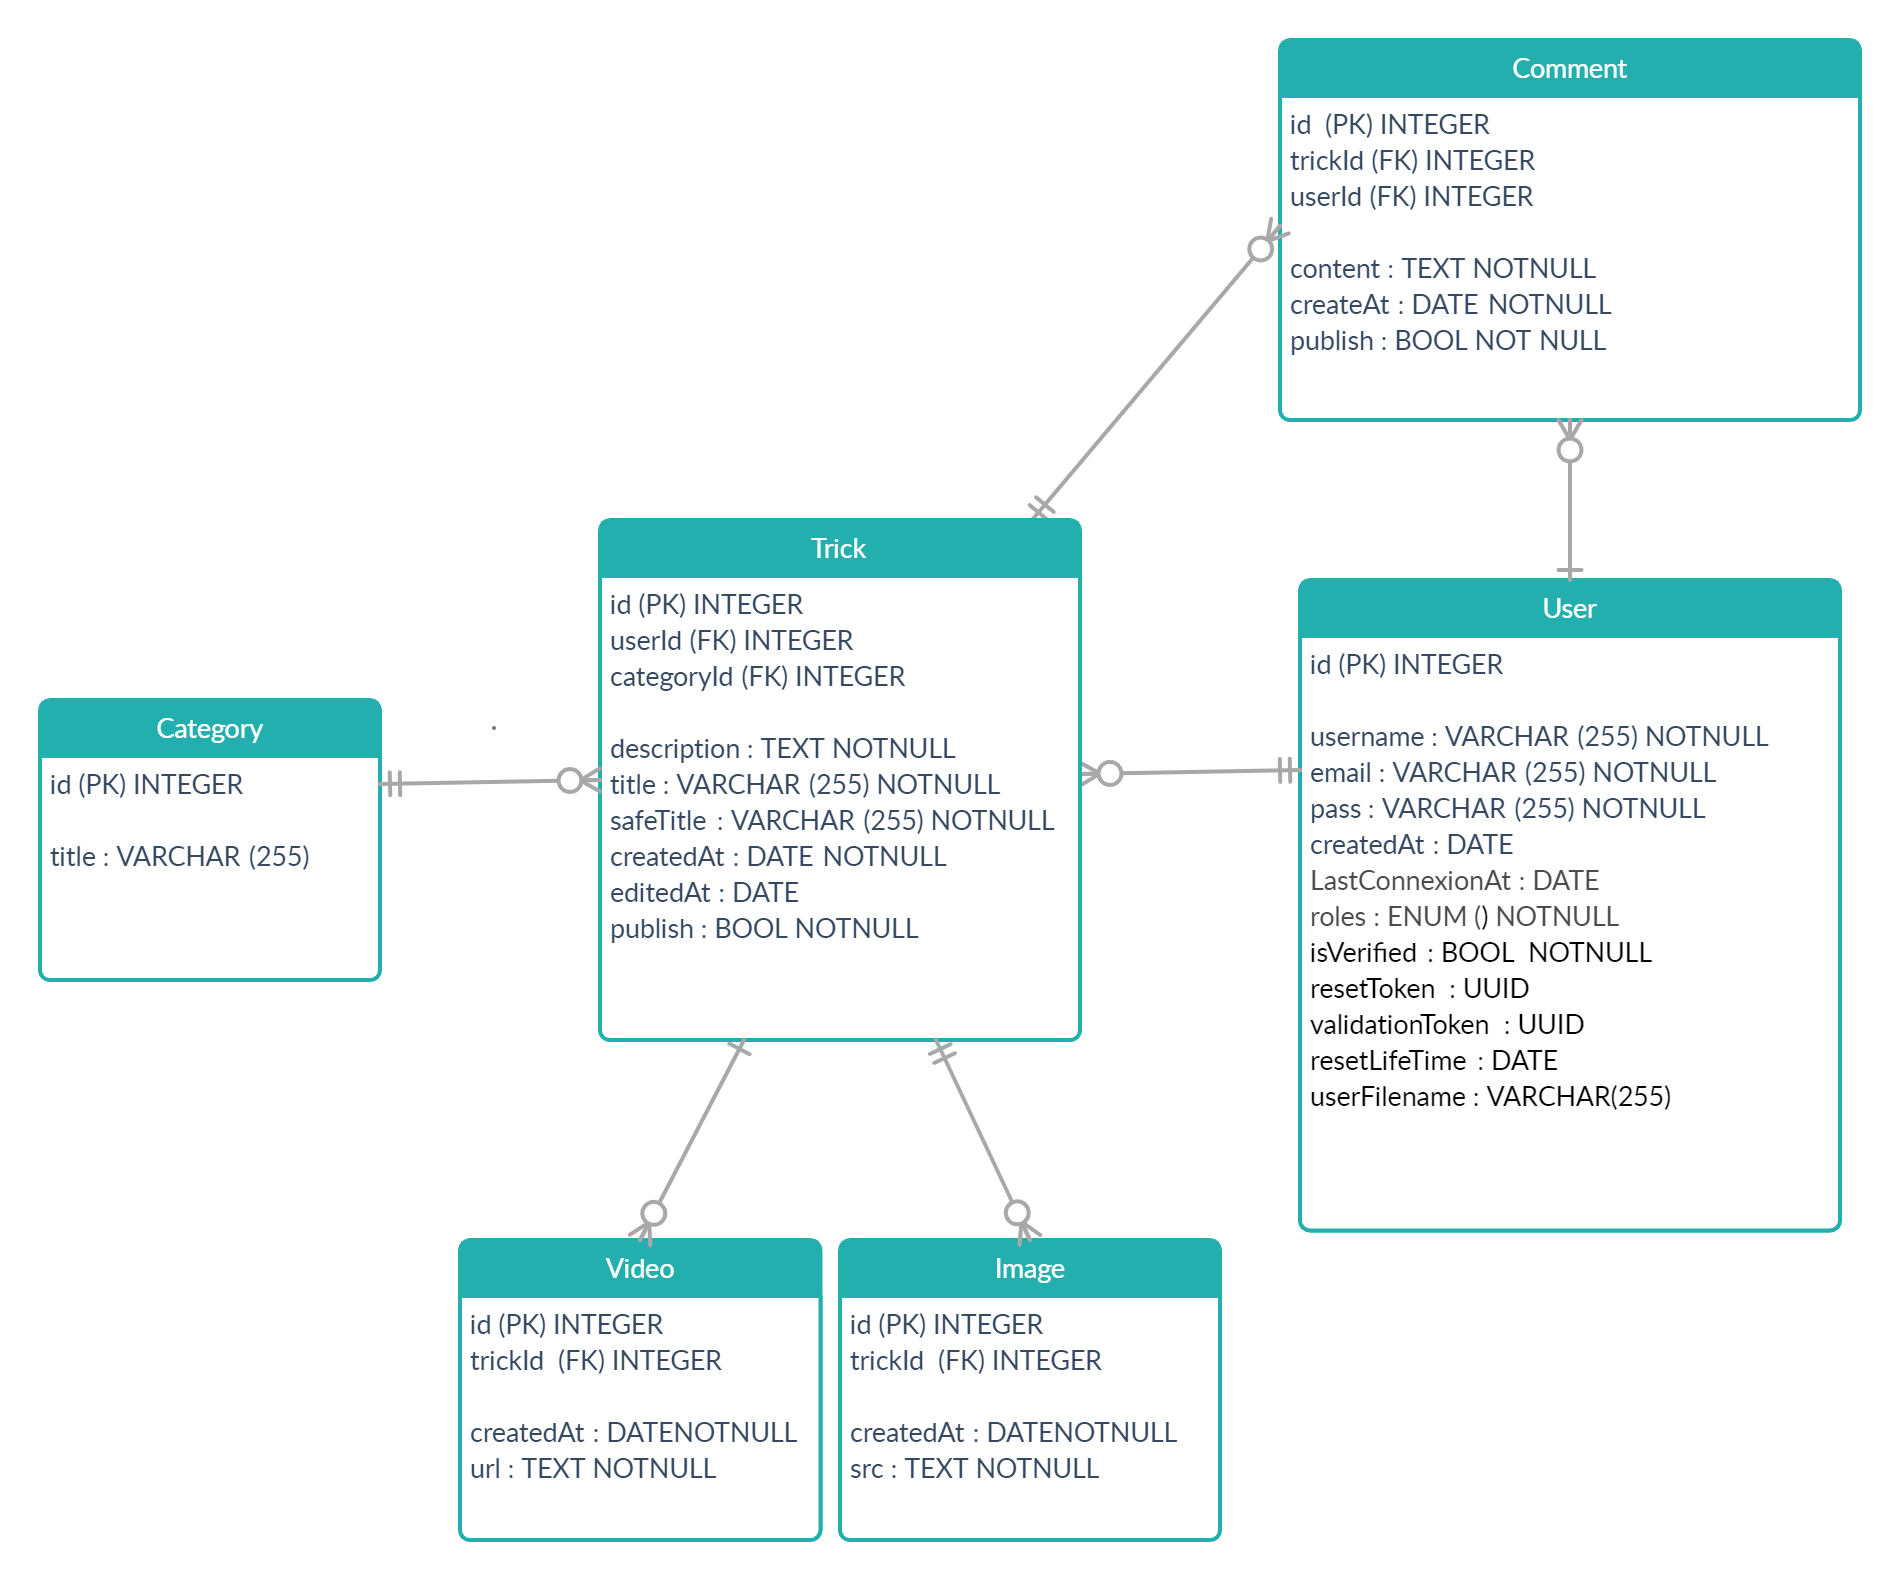 Comment
id  (PK) INTEGER
trickId (FK) INTEGER
userId (FK) INTEGER
content : TEXT NOTNULL
createAt : DATE NOTNULL
publish : BOOL NOT NULL
Trick
id (PK) INTEGER
userId (FK) INTEGER
categoryId (FK) INTEGER
description : TEXT NOTNULL
title : VARCHAR (255) NOTNULL
safeTitle : VARCHAR (255) NOTNULL
createdAt : DATE NOTNULL
editedAt : DATE
publish : BOOL NOTNULL
User
id (PK) INTEGER
username : VARCHAR (255) NOTNULL
email : VARCHAR (255) NOTNULL
pass : VARCHAR (255) NOTNULL
createdAt : DATE
LastConnexionAt : DATE
roles : ENUM () NOTNULL
isVerified : BOOL  NOTNULL
resetToken  : UUID
validationToken  : UUID
resetLifeTime : DATE
userFilename : VARCHAR(255)
Category
id (PK) INTEGER
title : VARCHAR (255)
Video
id (PK) INTEGER
trickId  (FK) INTEGER
createdAt : DATENOTNULL
url : TEXT NOTNULL
Image
id (PK) INTEGER
trickId  (FK) INTEGER
createdAt : DATENOTNULL
src : TEXT NOTNULL